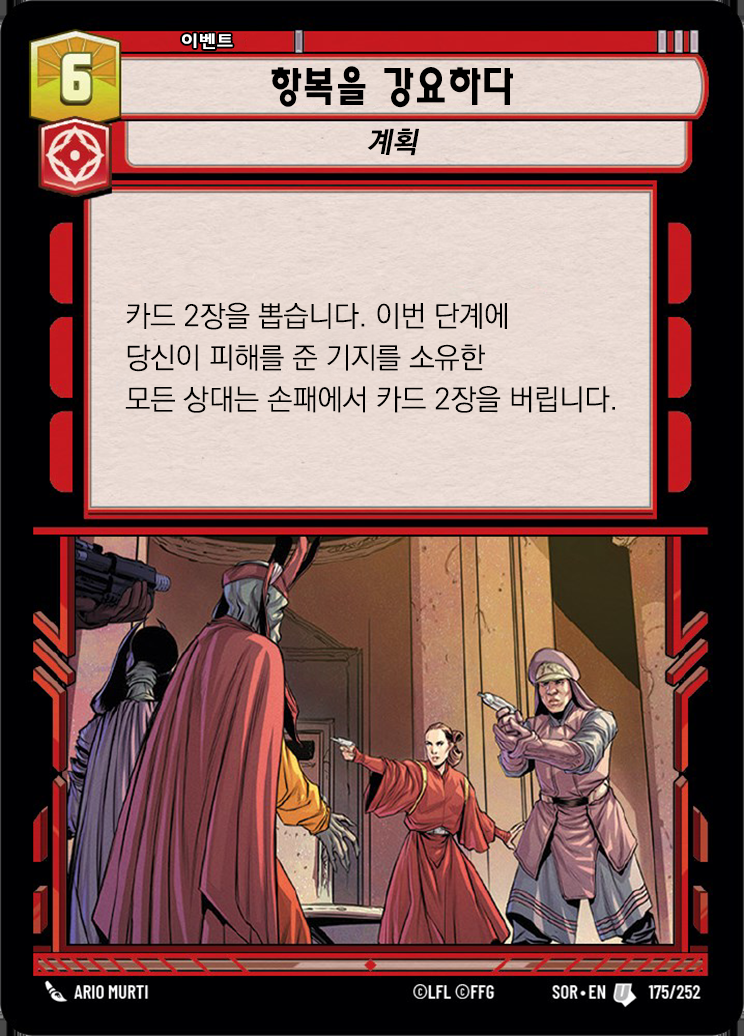 이벤트
6
항복을 강요하다
계획
카드 2장을 뽑습니다. 이번 단계에
당신이 피해를 준 기지를 소유한
모든 상대는 손패에서 카드 2장을 버립니다.
ARIO MURTI
©LFL ©FFG
SOR•EN U 175/252